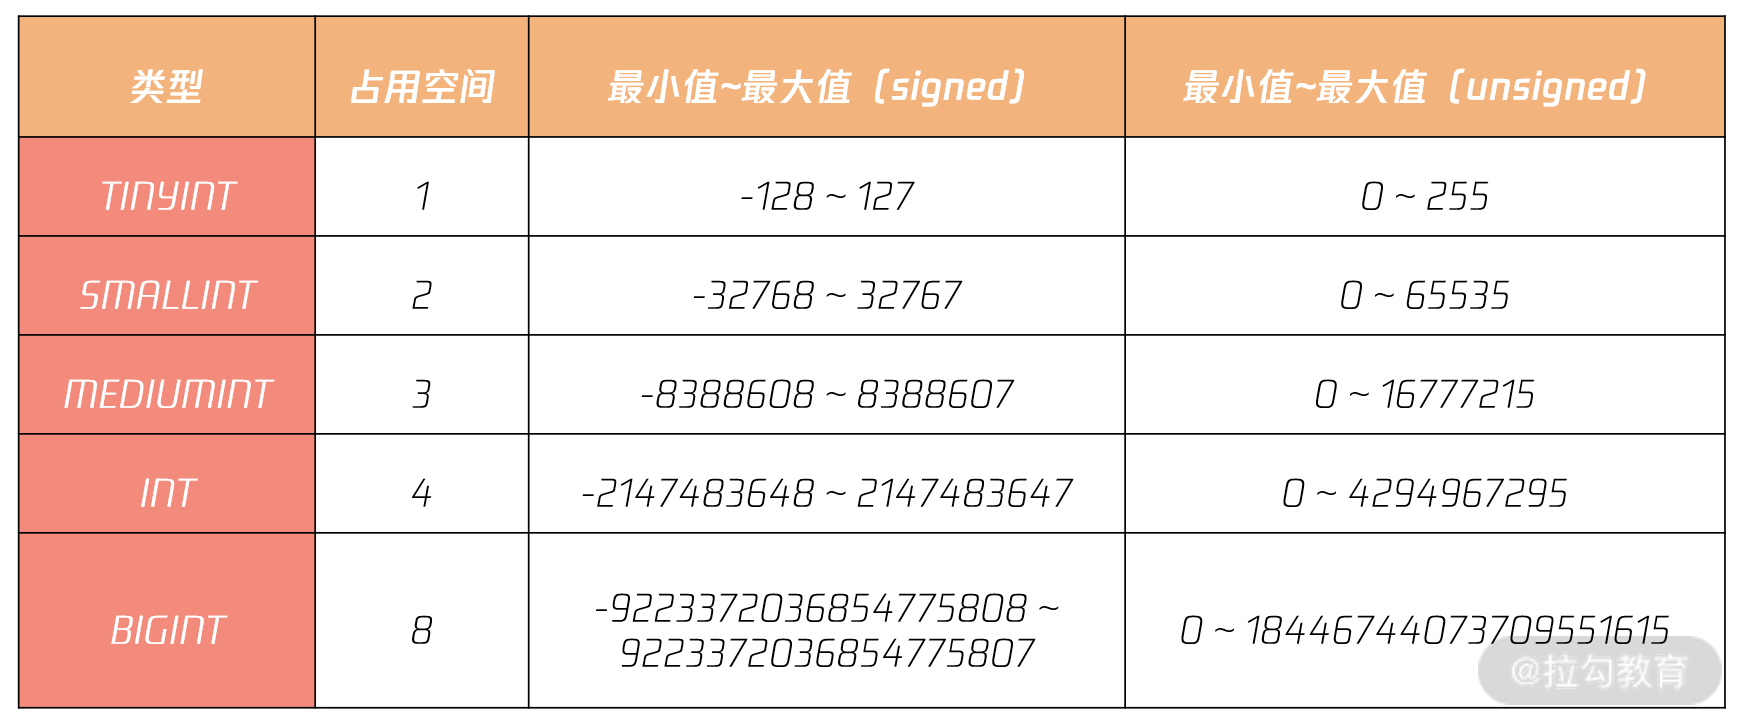 类型 占用空间 最小值~最大值（signed） 最小值~最大值（unsigned）
TINYINT 1 -128 ~ 127 0 ~ 255
SMALLINT 2 -32768 ~ 32767 0 ~ 65535
MEDIUMINT 3 -8388608 ~ 8388607 0 ~ 16777215
INT 4 -2147483648 ~ 2147483647 0 ~ 4294967295
BIGINT 8 -9223372036854775808 ~
9223372036854775807 0 ~ 18446744073709551615
@拉勾教育